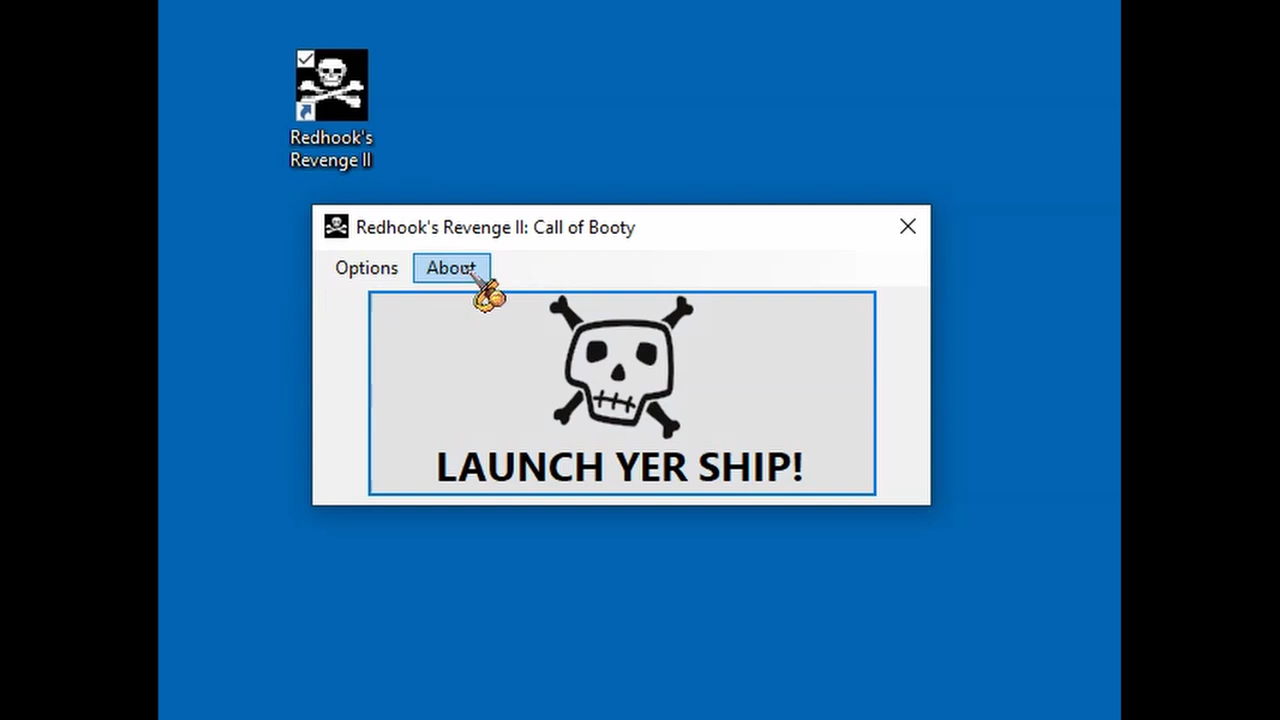 Redhook's
Revenge II
Redhook's Revenge II: Call of Booty
Options About
LAUNCH YER SHIP!